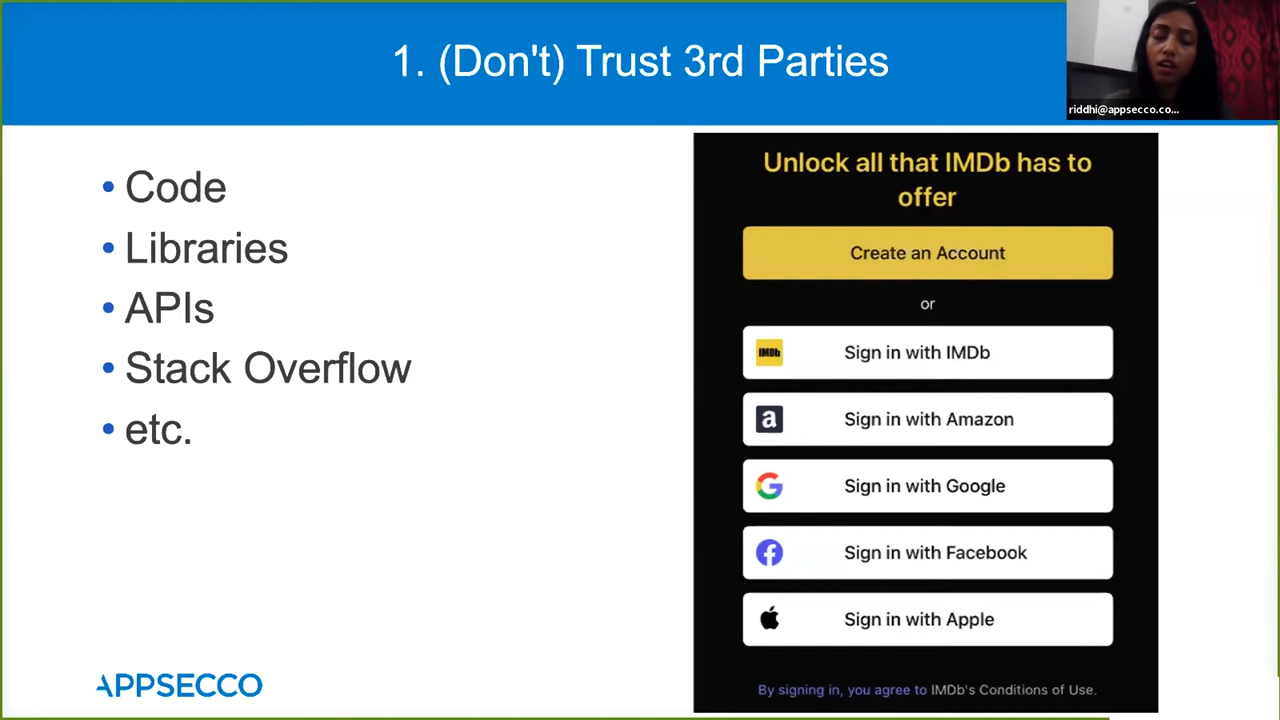 1. (Don't) Trust 3rd Parties
riddhi@appsecco.co...
• Code
• Libraries
• APIs
• Stack Overflow
• etc.
Unlock all that IMDb has to
offer
Create an Account
or
IMDb
Sign in with IMDb
a
Sign in with Amazon
G
Sign in with Google
f
Sign in with Facebook
Sign in with Apple
By signing in, you agree to IMDb's Conditions of Use.
APPSECCO